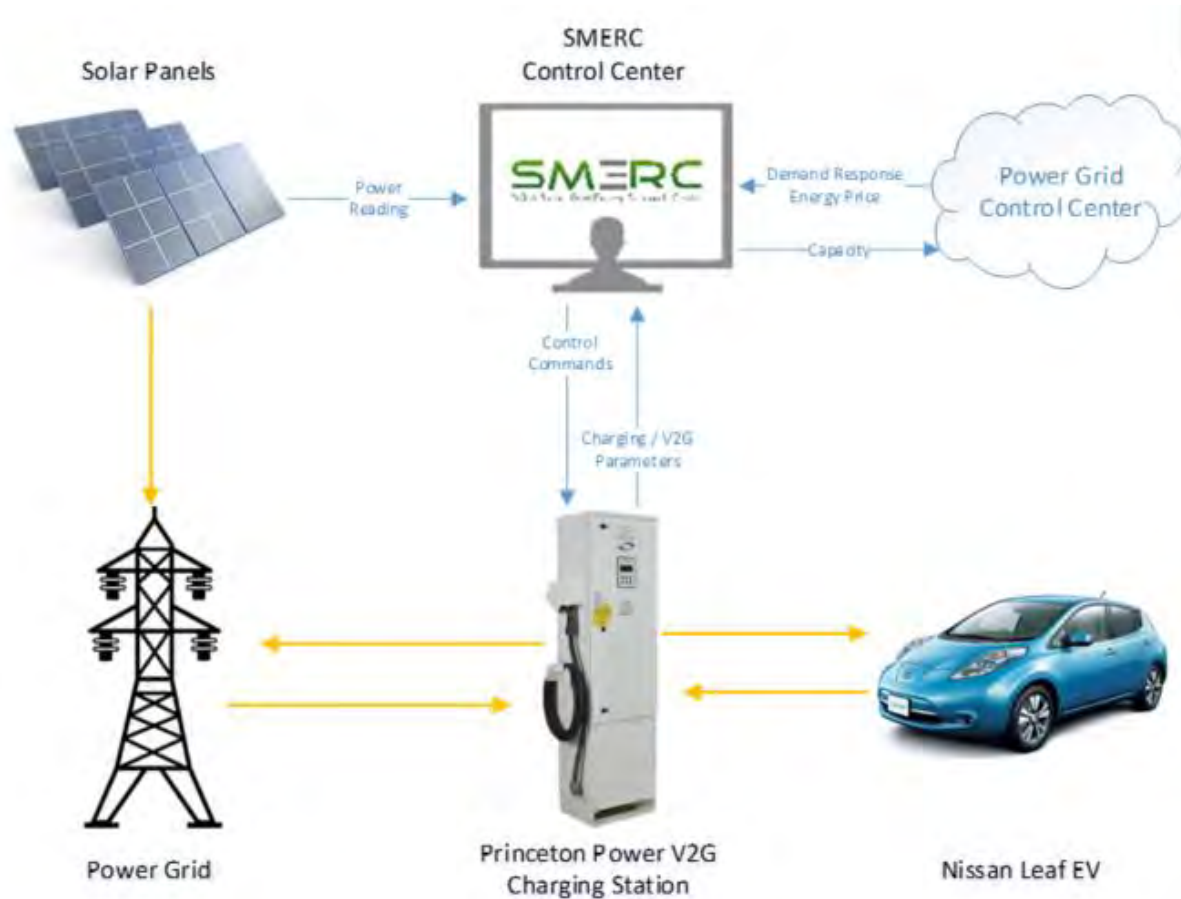 SMERC
Control Center
Solar Panels
SMERC
Power
Reading
Demand Response
Energy Price
Power Grid
Control Center
Capacity
Control
Commands
Charging / V2G
Parameters
Power Grid
Princeton Power V2G
Charging Station
Nissan Leaf EV